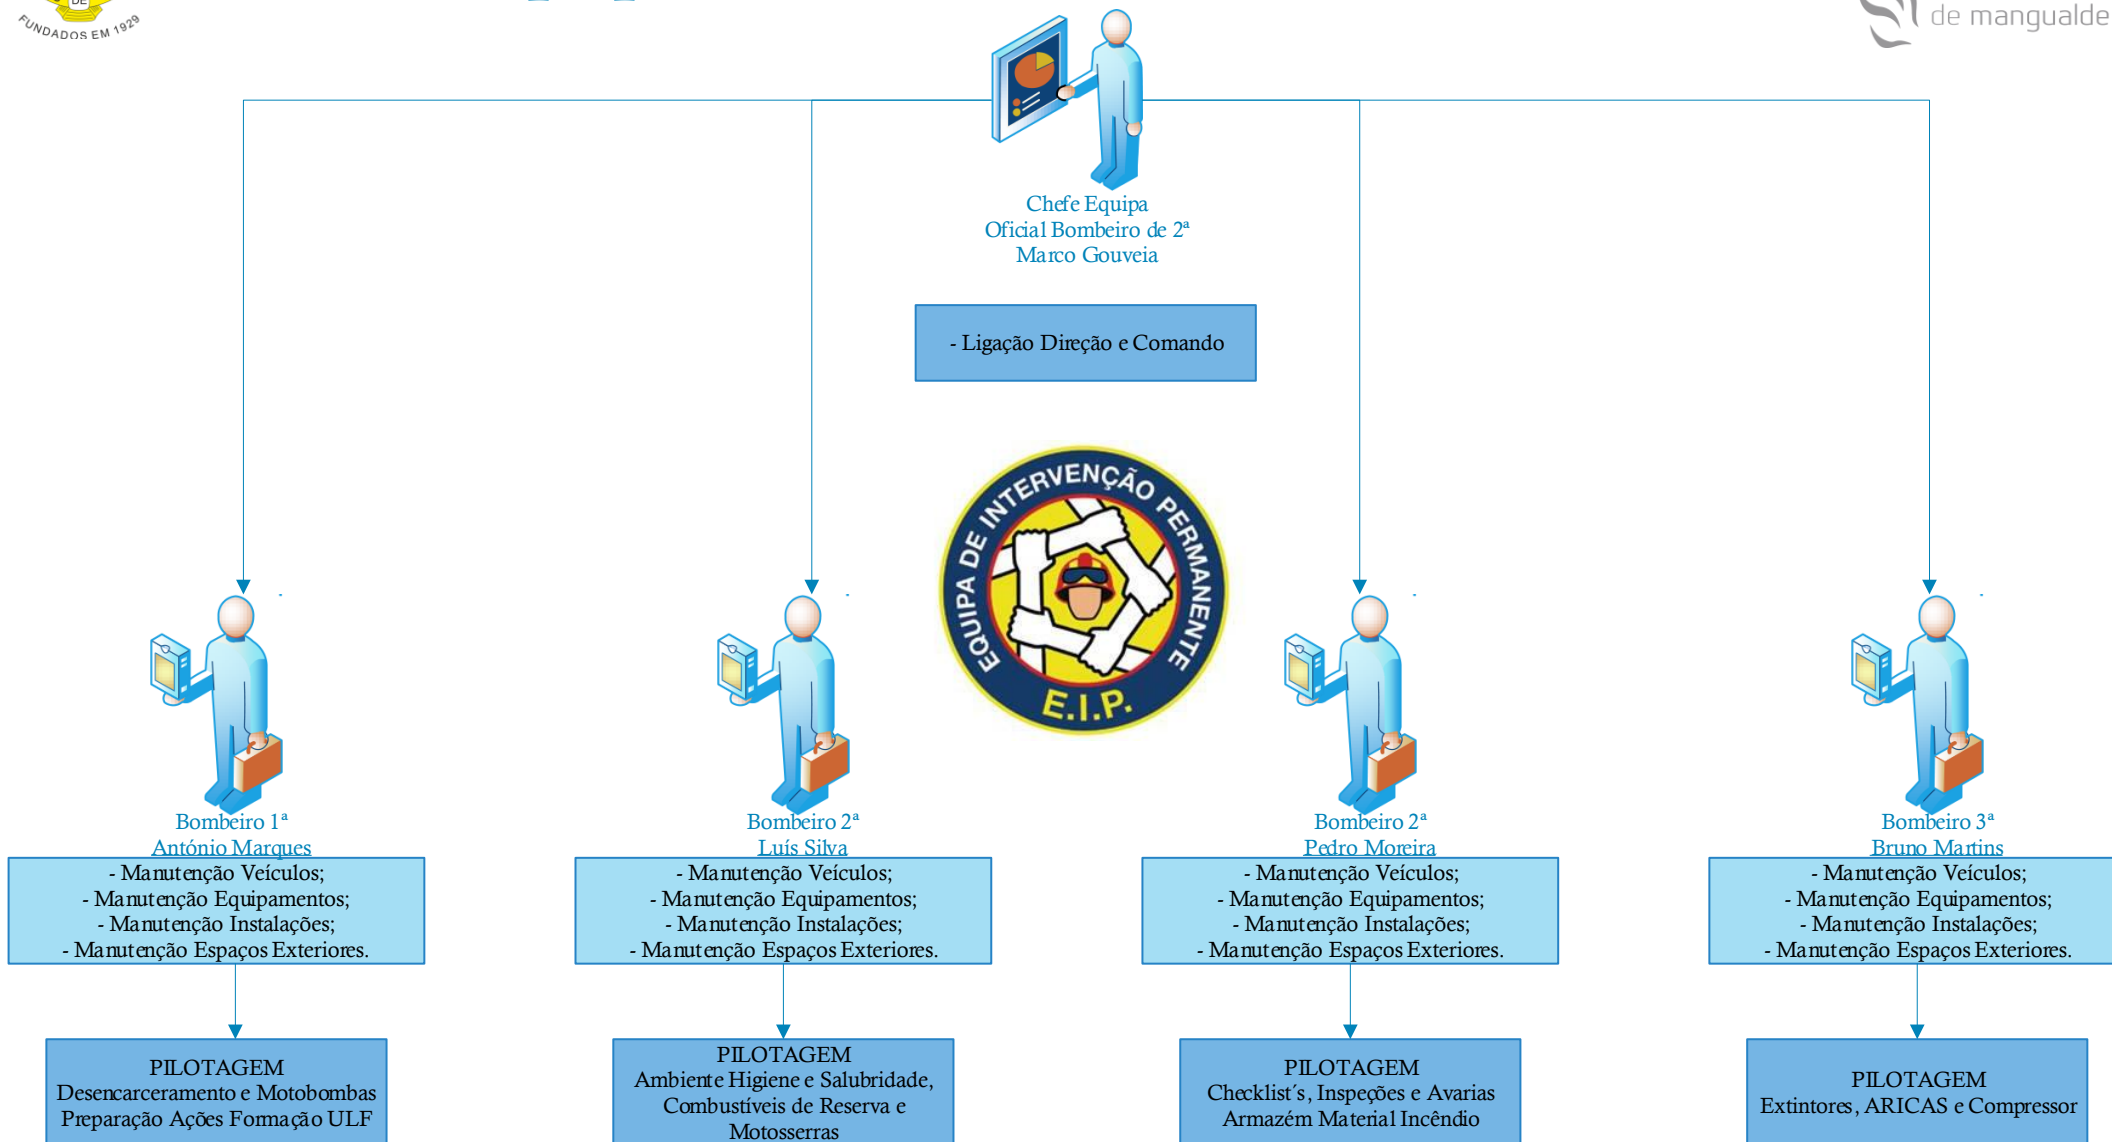 DE
FUNDADOS EM 1929
de mangualde
Chefe Equipa
Oficial Bombeiro de 2ª
Marco Gouveia
- Ligação Direção e Comando
EQUIPA DE INTERVENÇÃO PERMANENTE
E.I.P.
Bombeiro 1ª
António Marques
- Manutenção Veículos;
- Manutenção Equipamentos;
- Manutenção Instalações;
- Manutenção Espaços Exteriores.
PILOTAGEM
Desencarceramento e Motobombas
Preparação Ações Formação ULF
Bombeiro 2ª
Luís Silva
- Manutenção Veículos;
- Manutenção Equipamentos;
- Manutenção Instalações;
- Manutenção Espaços Exteriores.
PILOTAGEM
Ambiente Higiene e Salubridade,
Combustíveis de Reserva e
Motosserras
Bombeiro 2ª
Pedro Moreira
- Manutenção Veículos;
- Manutenção Equipamentos;
- Manutenção Instalações;
- Manutenção Espaços Exteriores.
PILOTAGEM
Checklist´s, Inspeções e Avarias
Armazém Material Incêndio
Bombeiro 3ª
Bruno Martins
- Manutenção Veículos;
- Manutenção Equipamentos;
- Manutenção Instalações;
- Manutenção Espaços Exteriores.
PILOTAGEM
Extintores, ARICAS e Compressor